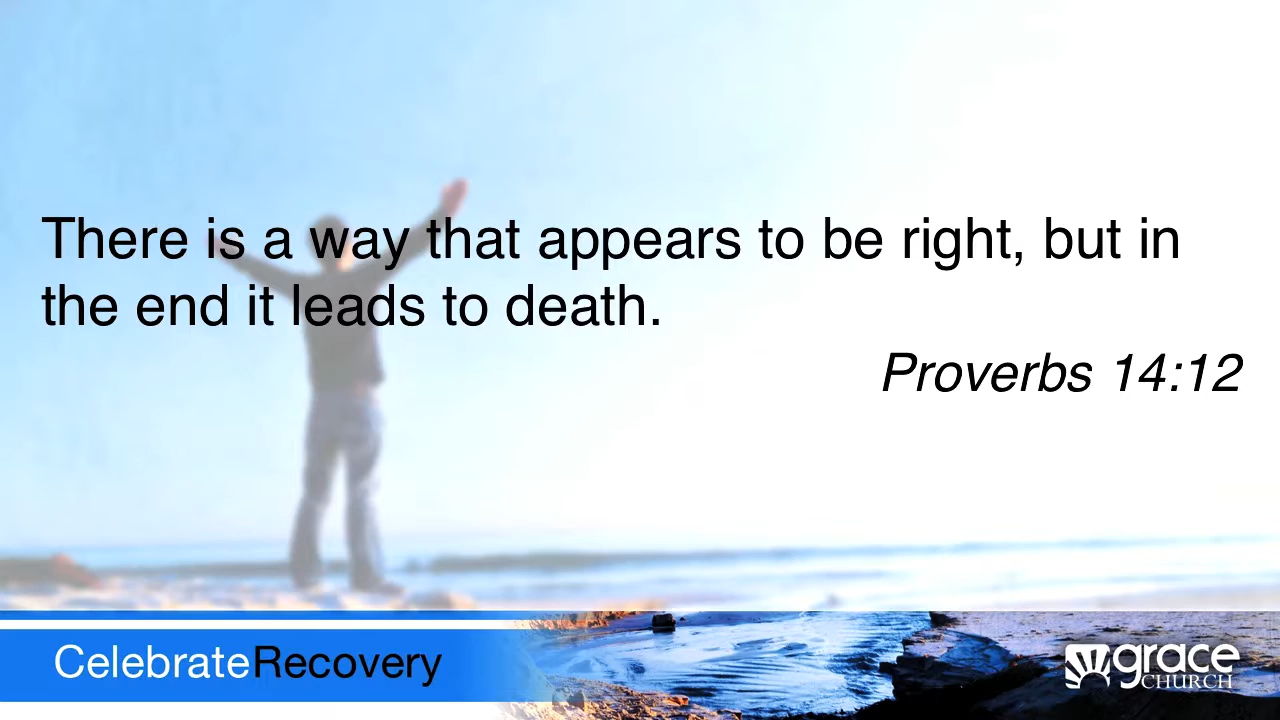 There is a way that appears to be right, but in
the end it leads to death.
Proverbs 14:12
CelebrateRecovery
grace
CHURCH